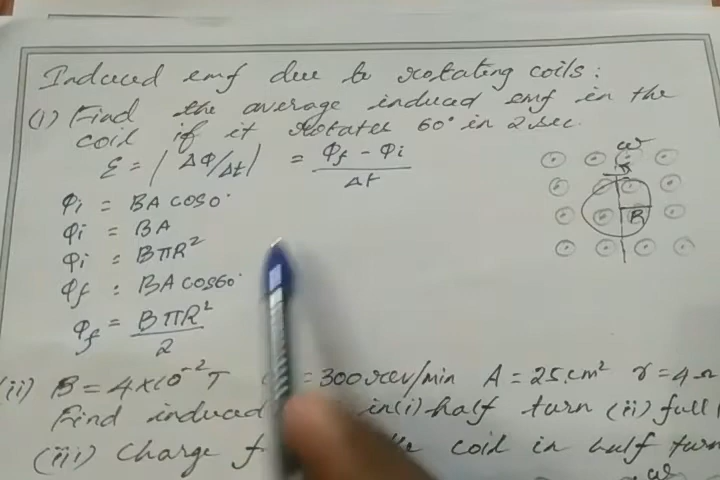 Induced emf due to rotating coils:
(i) Find the average induced emf in the
coil if it rotates 60° in 2 sec.
ε = |ΔΦ/Δt| = Φf - Φi / Δt
Φi = BA cos0°
Φi = BA
Φi = BπR²
Φf = BA cos60°
Φf = BπR² / 2
ω
R
(ii) B = 4×10⁻² T = 300 rev/min A = 25 cm² r = 4 Ω
Find induced in (i) half turn (ii) full
(iii) Charge coil in half turn
ω